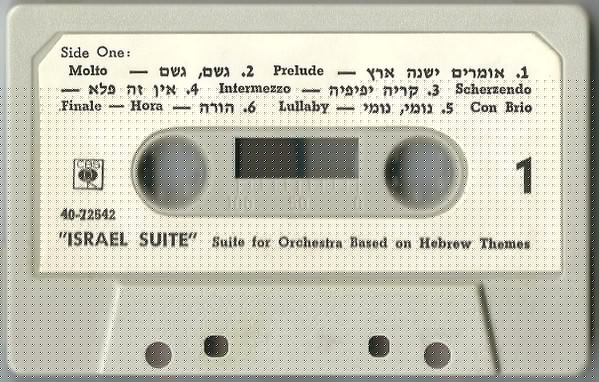 Side One:
1. אומרים ישנה ארץ — Prelude 2. גשם, גשם — Molto
Scherzendo 3. קריה יפיפיה — Intermezzo 4. אין זה פלא —
Con Brio 5. נומי, נומי — Lullaby 6. הורה — Finale — Hora
CBS
1
40-72542
"ISRAEL SUITE" Suite for Orchestra Based on Hebrew Themes